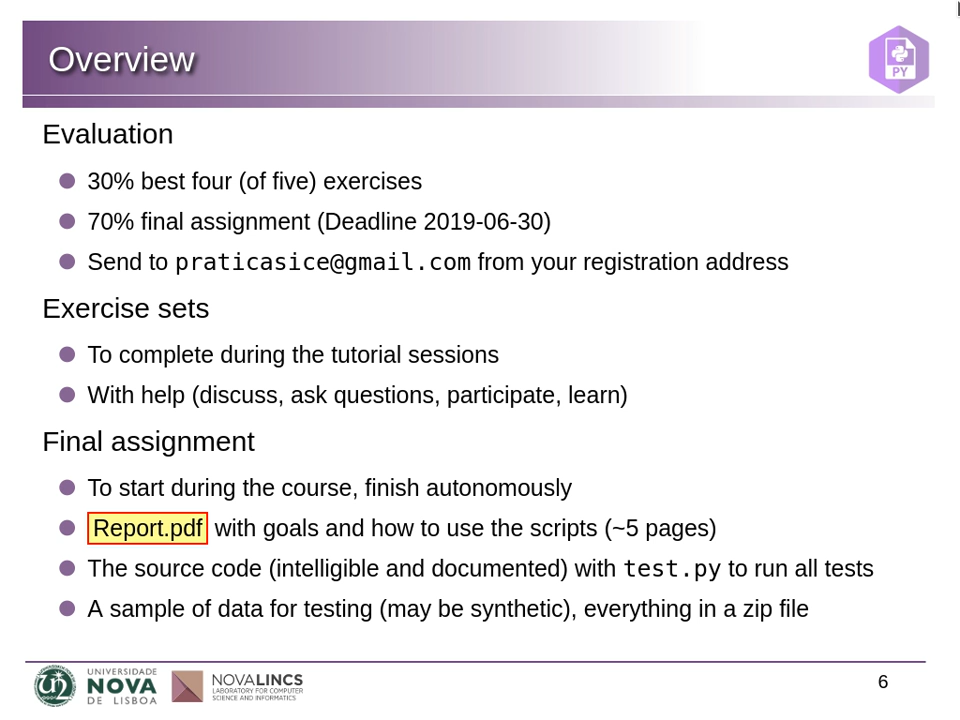 Overview
PY
Evaluation
30% best four (of five) exercises
70% final assignment (Deadline 2019-06-30)
Send to praticasice@gmail.com from your registration address
Exercise sets
To complete during the tutorial sessions
With help (discuss, ask questions, participate, learn)
Final assignment
To start during the course, finish autonomously
Report.pdf with goals and how to use the scripts (~5 pages)
The source code (intelligible and documented) with test.py to run all tests
A sample of data for testing (may be synthetic), everything in a zip file
UNIVERSIDADE
NOVA
DE LISBOA
NOVALINCS
LABORATORY FOR COMPUTER
SCIENCE AND INFORMATICS
6